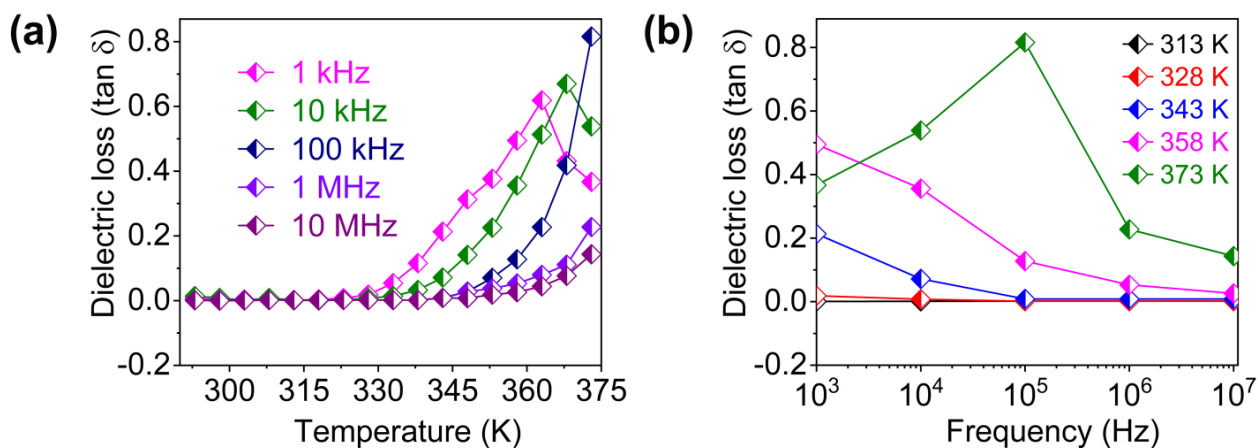 (a)
Dielectric loss (tan δ)
0.8
0.6
0.4
0.2
0.0
-0.2
1 kHz
10 kHz
100 kHz
1 MHz
10 MHz
300 315 330 345 360 375
Temperature (K)
(b)
Dielectric loss (tan δ)
0.8
0.6
0.4
0.2
0.0
-0.2
313 K
328 K
343 K
358 K
373 K
10³ 10⁴ 10⁵ 10⁶ 10⁷
Frequency (Hz)